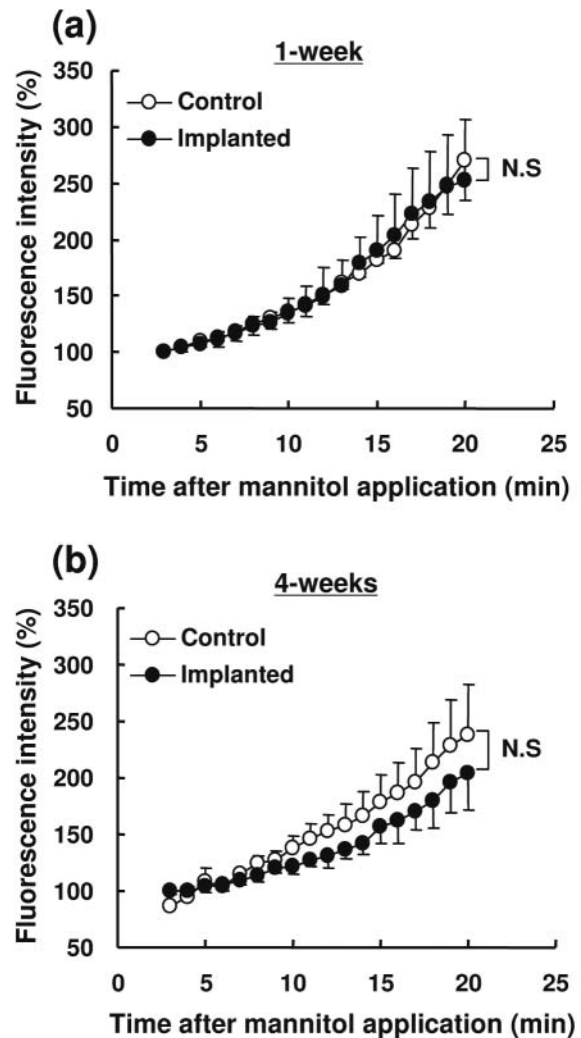 (a)
1-week
350
300
250
200
150
100
50
Fluorescence intensity (%)
Control
Implanted
N.S
0 5 10 15 20 25
Time after mannitol application (min)
(b)
4-weeks
350
300
250
200
150
100
50
Fluorescence intensity (%)
Control
Implanted
N.S
0 5 10 15 20 25
Time after mannitol application (min)